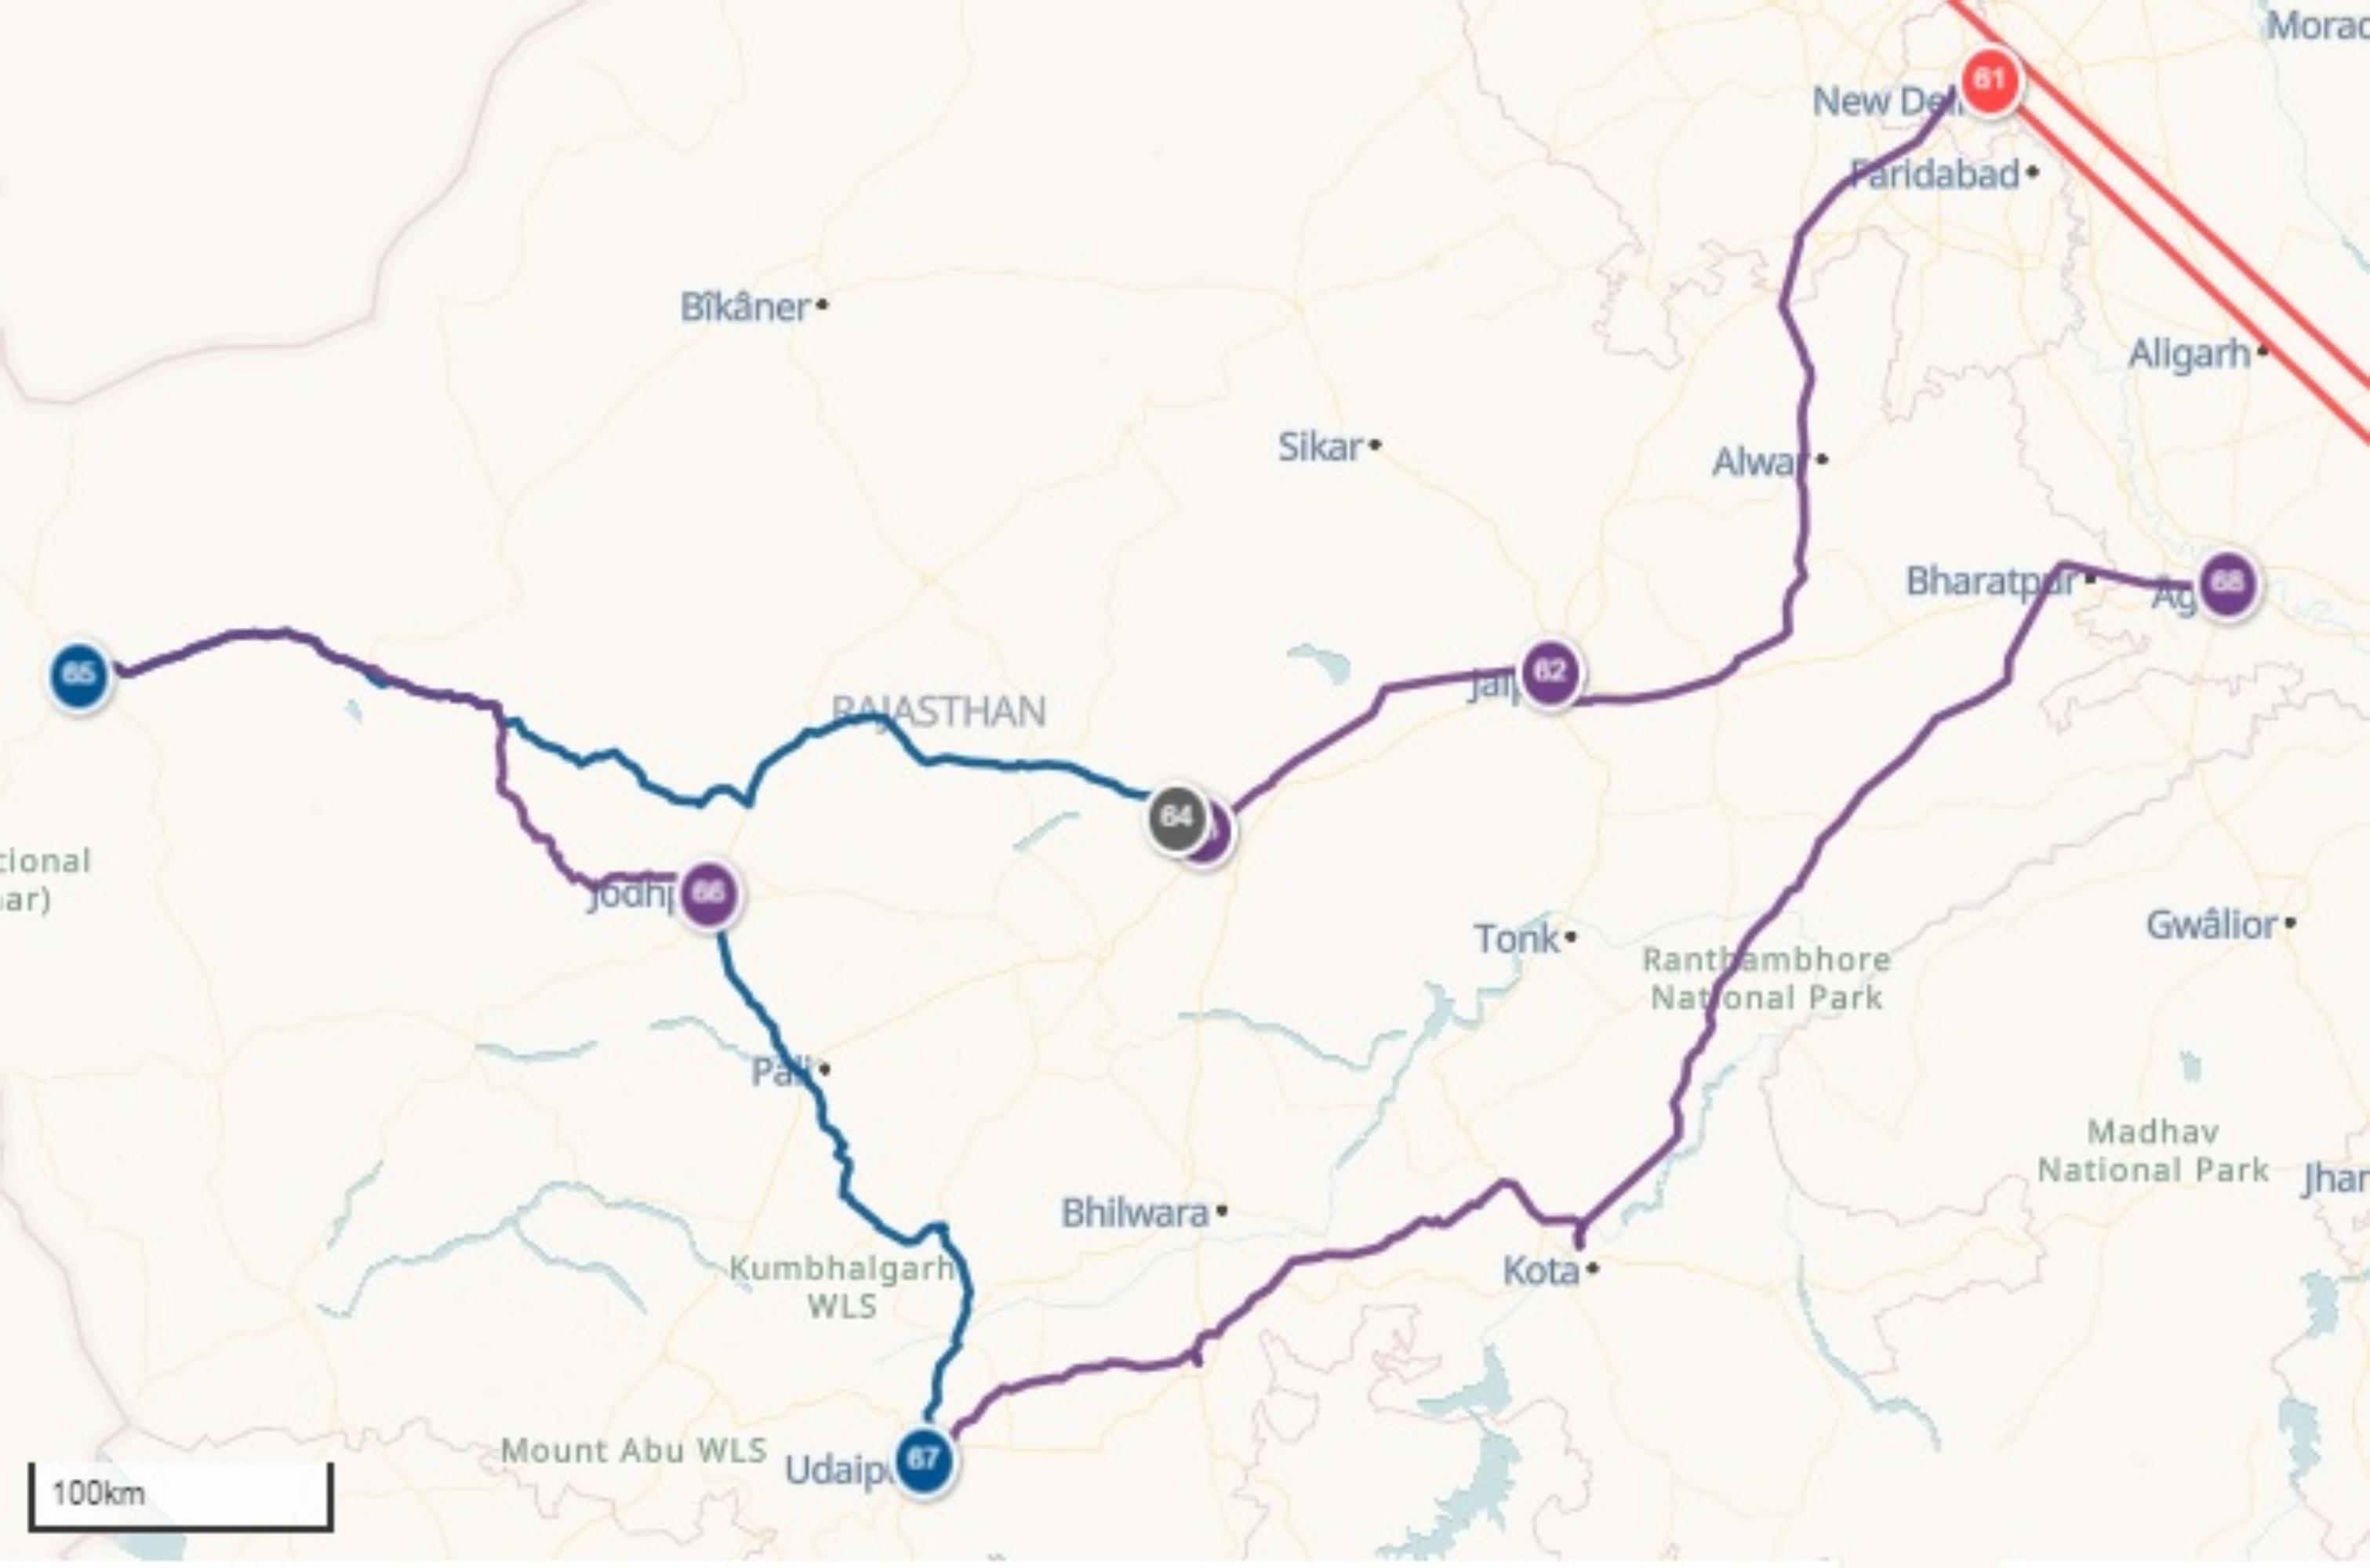 Morad
61
New Del
Faridabad
Bîkâner
Aligarh
Sikar
Alwar
Bharatpur
Ag
68
65
62
Jaip
RAJASTHAN
64
tional
ar)
66
Jodhp
Tonk
Gwâlior
Ranthambhore
National Park
Pali
Madhav
National Park
Jhan
Bhilwara
Kumbhalgarh
WLS
Kota
Mount Abu WLS
Udaip
67
100km